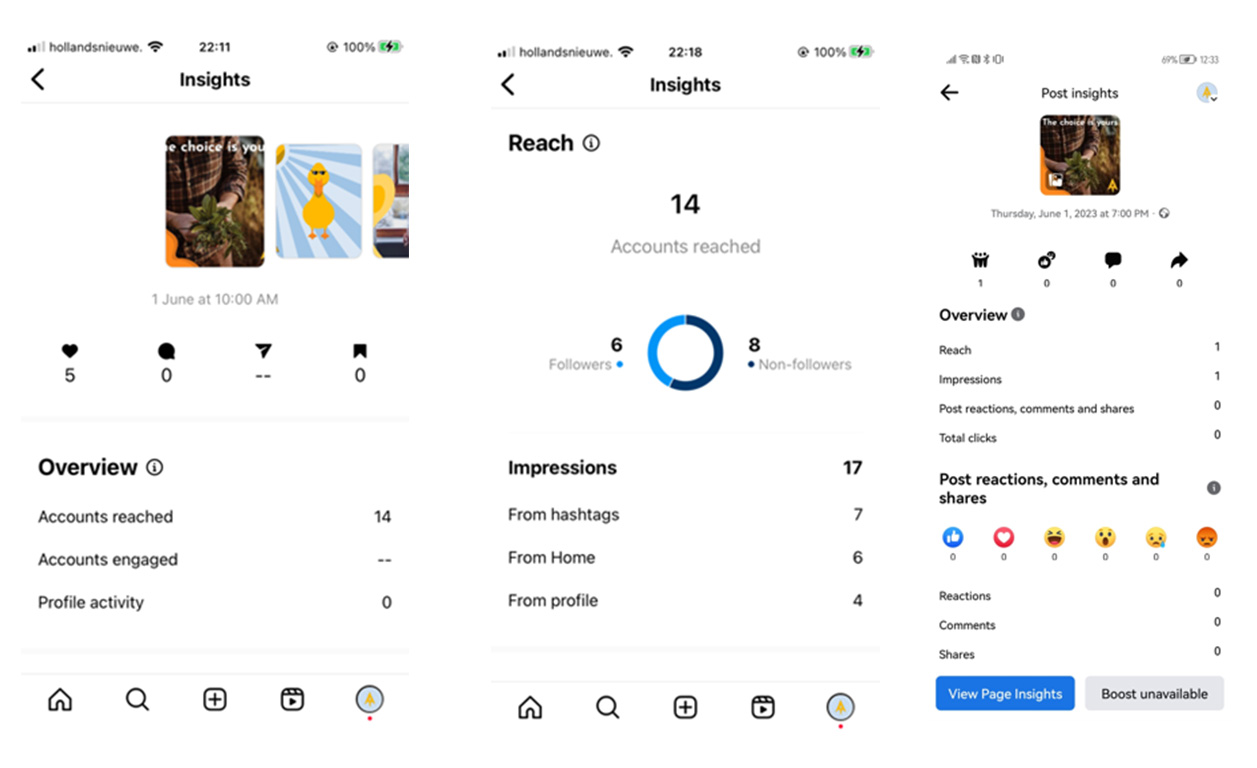 hollandsnieuwe. 22:11 100%
Insights
he choice is you
1 June at 10:00 AM
5 0 -- 0
Overview
Accounts reached 14
Accounts engaged --
Profile activity 0
hollandsnieuwe. 22:18 100%
Insights
Reach
14
Accounts reached
6 8
Followers Non-followers
Impressions 17
From hashtags 7
From Home 6
From profile 4
69% 12:33
Post insights
The choice is yours
Thursday, June 1, 2023 at 7:00 PM ·
1 0 0 0
Overview
Reach 1
Impressions 1
Post reactions, comments and shares 0
Total clicks 0
Post reactions, comments and
shares
0 0 0 0 0 0
Reactions 0
Comments 0
Shares 0
View Page Insights Boost unavailable